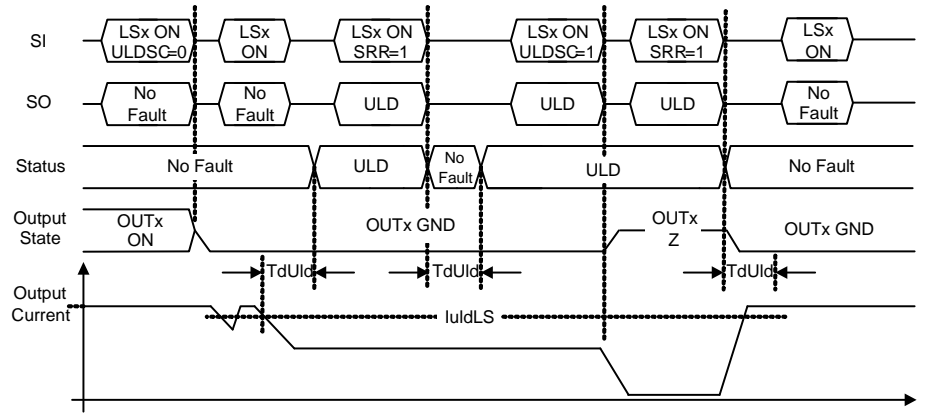 SI
LSx ON
ULDSC=0
LSx
ON
LSx ON
SRR=1
LSx ON
ULDSC=1
LSx ON
SRR=1
LSx
ON
SO
No
Fault
No
Fault
ULD
ULD
ULD
No
Fault
Status
No Fault
ULD
No
Fault
ULD
No Fault
Output
State
OUTx
ON
OUTx GND
OUTx
Z
OUTx GND
TdUld
TdUld
TdUld
Output
Current
IuldLS